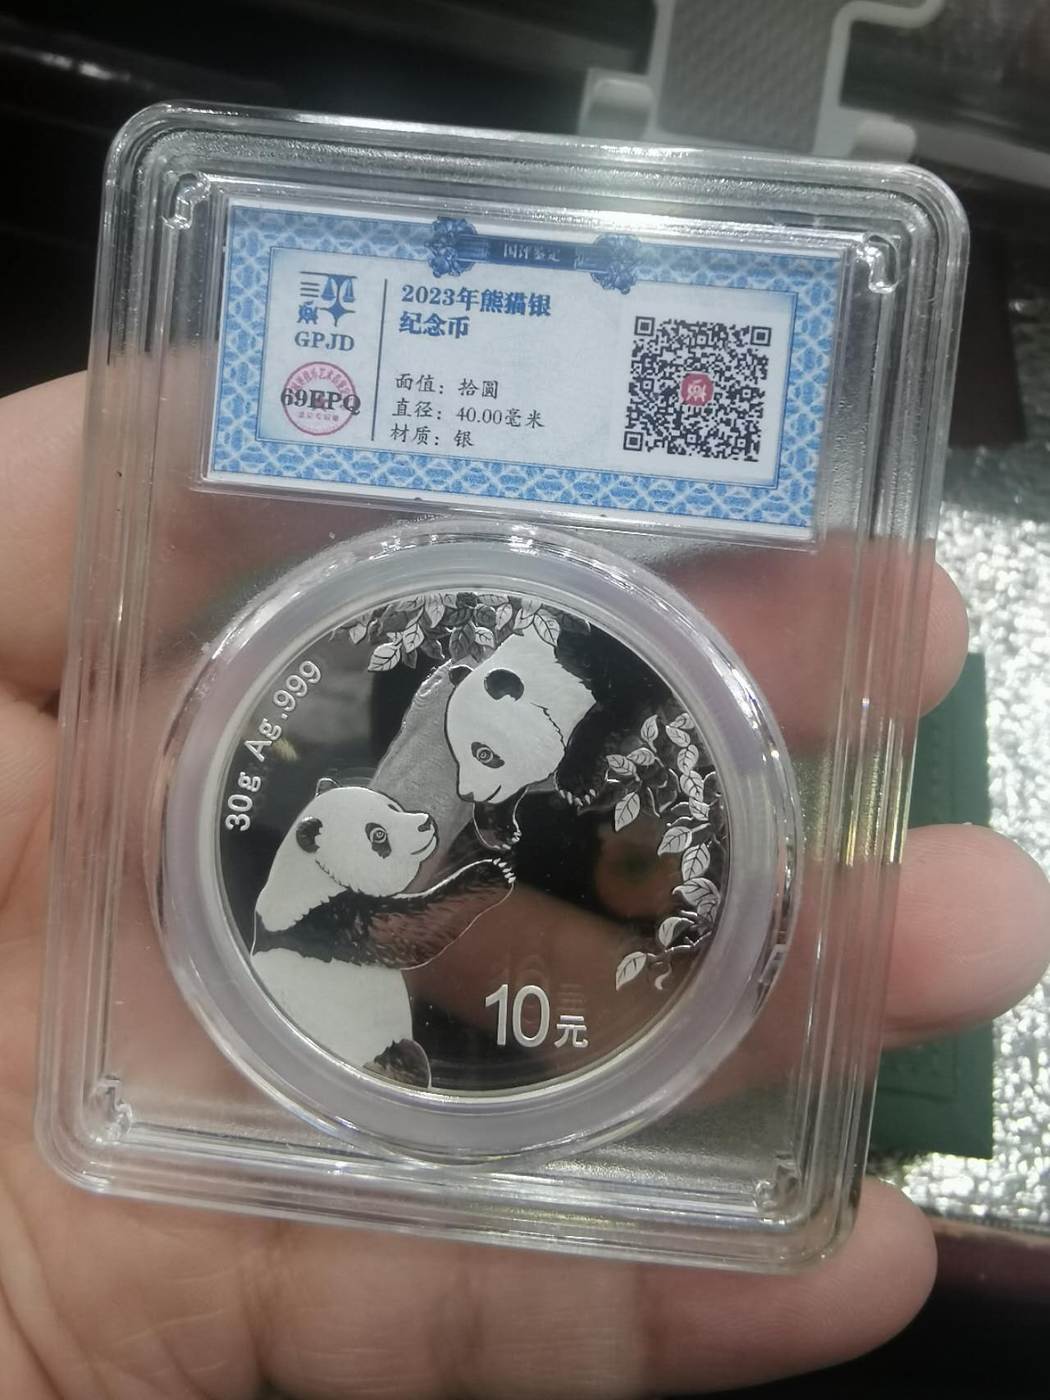 国评鉴定
GPJD
69EPQ
2023年熊猫银
纪念币
面值：拾圆
直径：40.00毫米
材质：银
30g Ag.999
10元